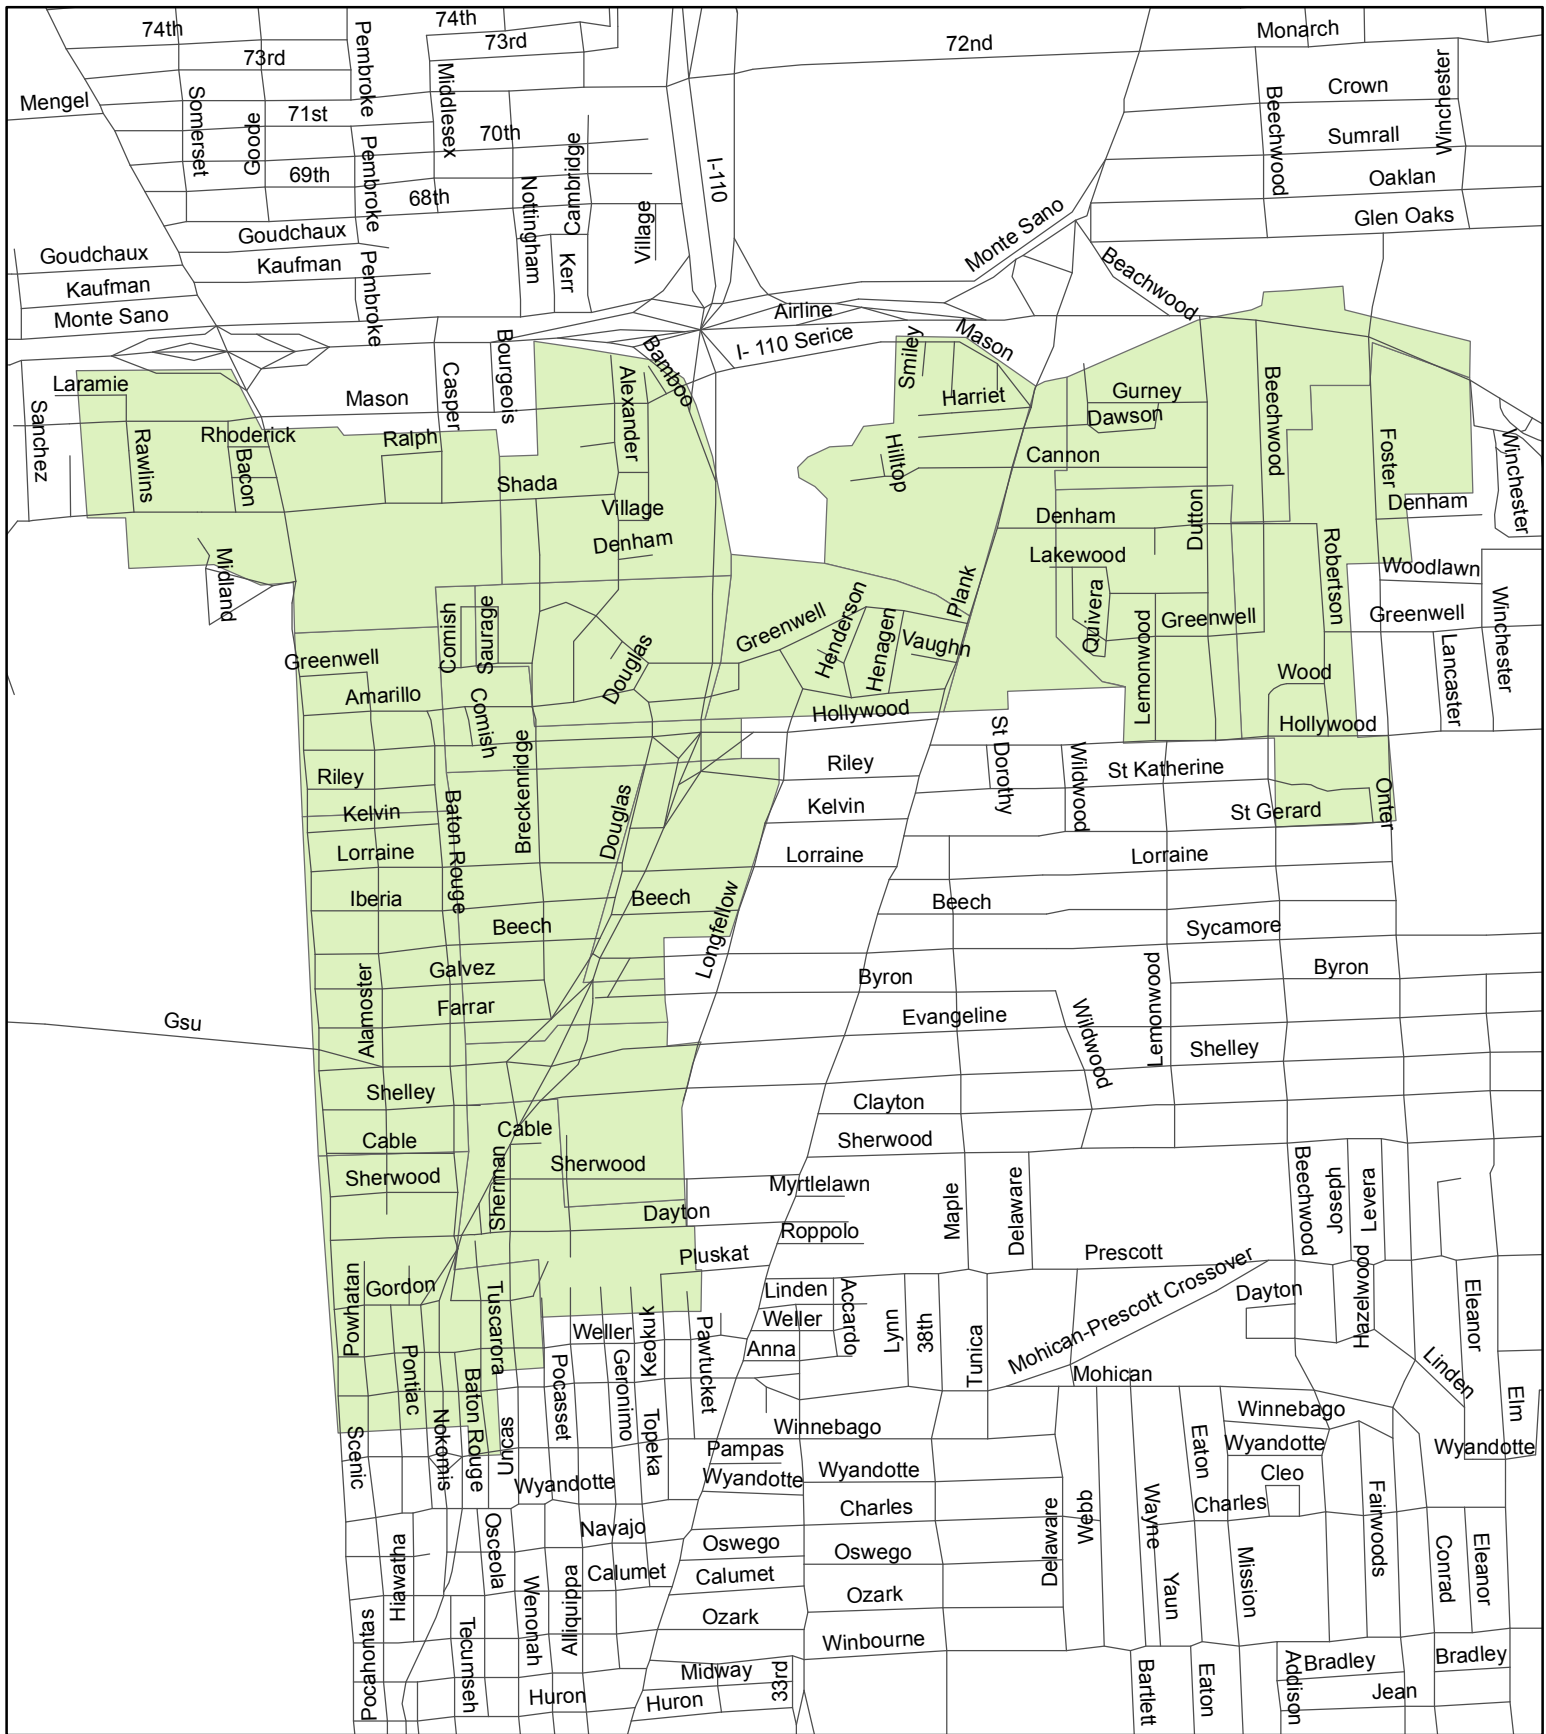 74th
74th
73rd
73rd
72nd
Monarch
Pembroke
Mengel
Somerset
Goode
71st
Middlesex
70th
Cambridge
Crown
Winchester
Beechwood
Sumrall
Pembroke
69th
68th
Nottingham
I-110
Oaklan
Village
Goudchaux
Goudchaux
Glen Oaks
Kaufman
Kaufman
Kerr
Monte Sano
Pembroke
Monte Sano
Beachwood
Airline
I- 110 Serice
Bourgeois
Bamboo
Smiley
Mason
Laramie
Sanchez
Mason
Casper
Alexander
Harriet
Gurney
Dawson
Beechwood
Rhoderick
Ralph
Rawlins
Bacon
Hilltop
Cannon
Foster
Winchester
Shada
Village
Denham
Denham
Dutton
Denham
Midland
Lakewood
Robertson
Woodlawn
Plank
Quivera
Comish
Saurage
Greenwell
Henderson
Henagen
Vaughn
Lemonwood
Greenwell
Greenwell
Winchester
Lancaster
Greenwell
Amarillo
Comish
Douglas
Wood
Hollywood
Hollywood
St Dorothy
Riley
Riley
Wildwood
St Katherine
Kelvin
Baton Rouge
Breckenridge
Douglas
Kelvin
St Gerard
Onter
Lorraine
Lorraine
Lorraine
Iberia
Beech
Beech
Beech
Longfellow
Sycamore
Galvez
Byron
Byron
Alamoster
Farrar
Lemonwood
Gsu
Evangeline
Wildwood
Shelley
Shelley
Clayton
Cable
Cable
Sherwood
Sherwood
Sherwood
Sherman
Myrtlelawn
Maple
Delaware
Beechwood
Joseph
Levera
Dayton
Roppolo
Pluskat
Prescott
Powhatan
Gordon
Tuscarora
Linden
Accardo
Mohican-Prescott Crossover
Dayton
Hazelwood
Eleanor
Weller
Keokuk
Pawtucket
Weller
Lynn
38th
Tunica
Anna
Pontiac
Baton Rouge
Pocasset
Geronimo
Mohican
Linden
Elm
Scenic
Nokomis
Uncas
Topeka
Winnebago
Winnebago
Pampas
Eaton
Wyandotte
Wyandotte
Wyandotte
Wyandotte
Wyandotte
Cleo
Charles
Charles
Delaware
Webb
Wayne
Fairwoods
Hiawatha
Osceola
Navajo
Oswego
Oswego
Calumet
Calumet
Mission
Conrad
Eleanor
Wenonah
Alliquippa
Ozark
Ozark
Yaun
Pocahontas
Tecumseh
Winbourne
Midway
33rd
Bradley
Bradley
Huron
Huron
Bartlett
Eaton
Addison
Jean